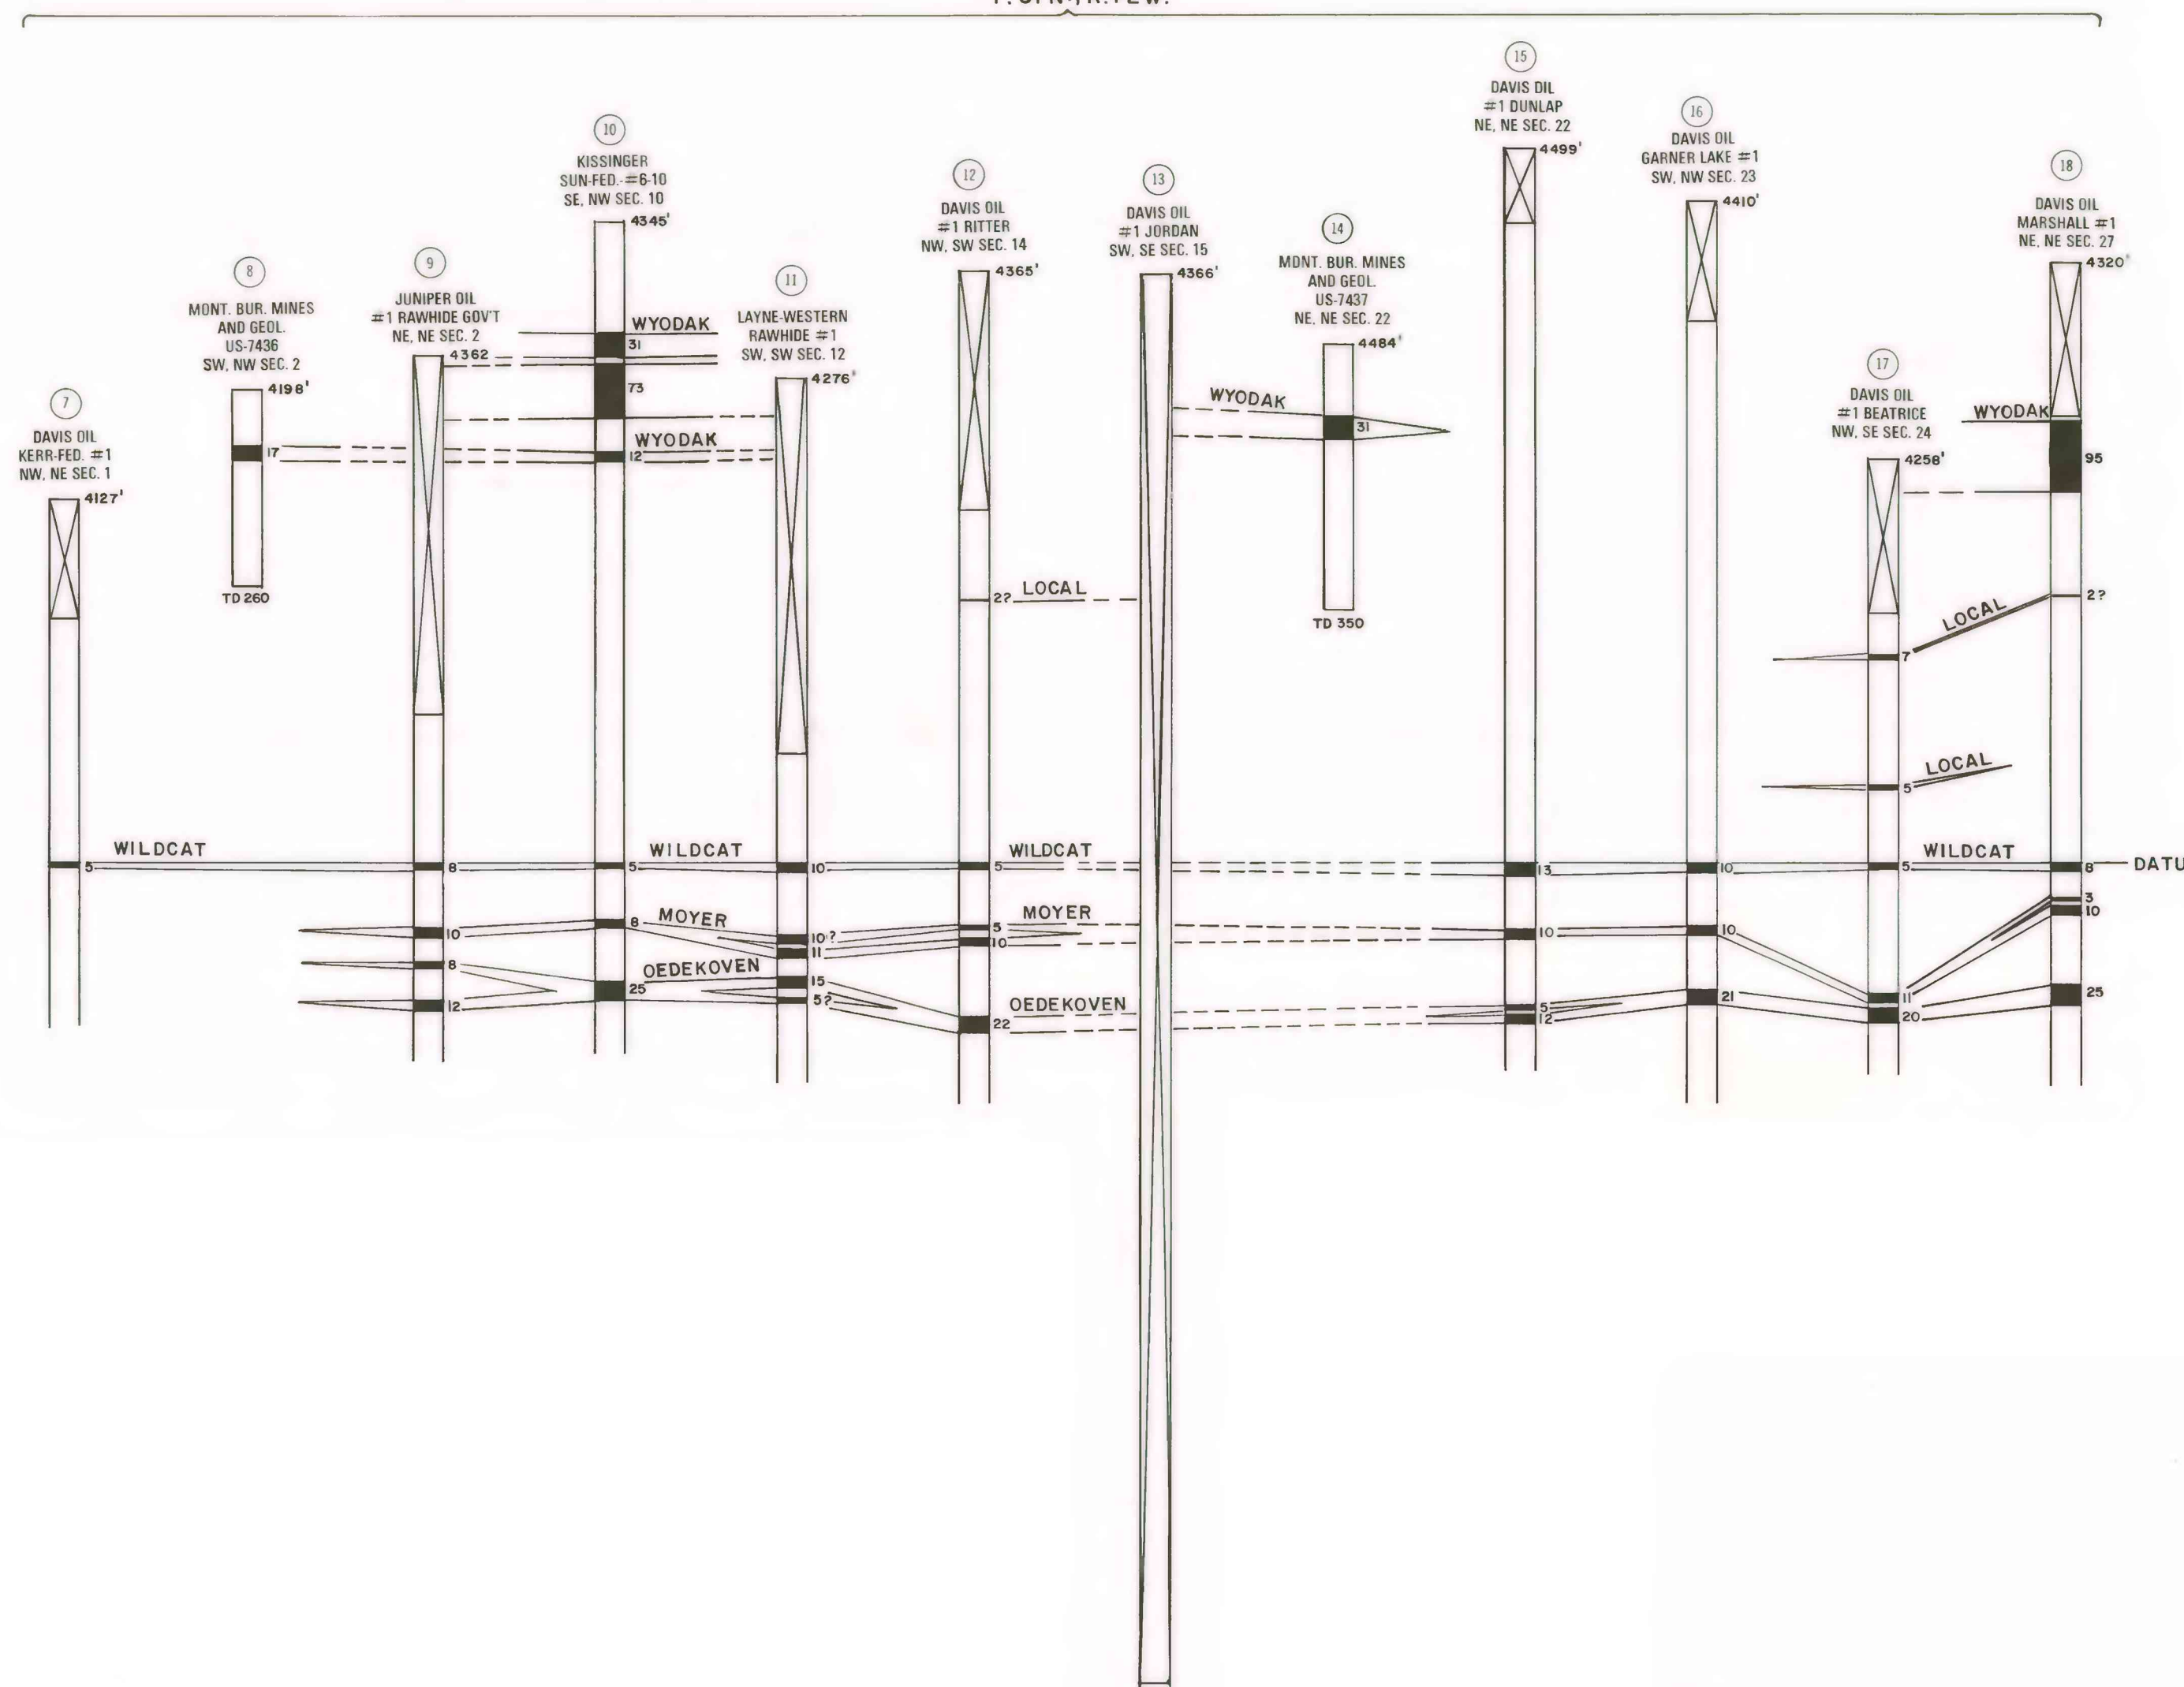 7
DAVIS OIL
KERR-FED. #1
NW, NE SEC. 1
4127'
5
8
MONT. BUR. MINES
AND GEOL.
US-7436
SW, NW SEC. 2
4198'
17
TD 260
9
JUNIPER OIL
#1 RAWHIDE GOV'T
NE, NE SEC. 2
4362
8
10
8
12
10
KISSINGER
SUN-FED.-#6-10
SE, NW SEC. 10
4345'
31
73
12
5
8
25
11
LAYNE-WESTERN
RAWHIDE #1
SW, SW SEC. 12
4276'
10
10?
11
15
5?
12
DAVIS OIL
#1 RITTER
NW, SW SEC. 14
4365'
2?
5
5
10
22
13
DAVIS OIL
#1 JORDAN
SW, SE SEC. 15
4366'
14
MONT. BUR. MINES
AND GEOL.
US-7437
NE, NE SEC. 22
4484'
31
TD 350
15
DAVIS OIL
#1 DUNLAP
NE, NE SEC. 22
4499'
13
10
5
12
16
DAVIS OIL
GARNER LAKE #1
SW, NW SEC. 23
4410'
10
10
21
17
DAVIS OIL
#1 BEATRICE
NW, SE SEC. 24
4258'
7
5
5
11
20
18
DAVIS OIL
MARSHALL #1
NE, NE SEC. 27
4320'
95
2?
8
3
10
25
WYODAK
WYODAK
WYODAK
WYODAK
LOCAL
LOCAL
LOCAL
WILDCAT
WILDCAT
WILDCAT
WILDCAT
DATU
MOYER
MOYER
OEDEKOVEN
OEDEKOVEN